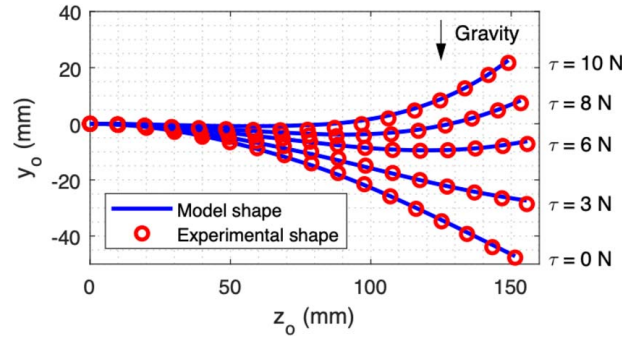 Gravity
40
20
0
-20
-40
y_o (mm)
τ = 10 N
τ = 8 N
τ = 6 N
τ = 3 N
τ = 0 N
Model shape
Experimental shape
0 50 100 150
z_o (mm)